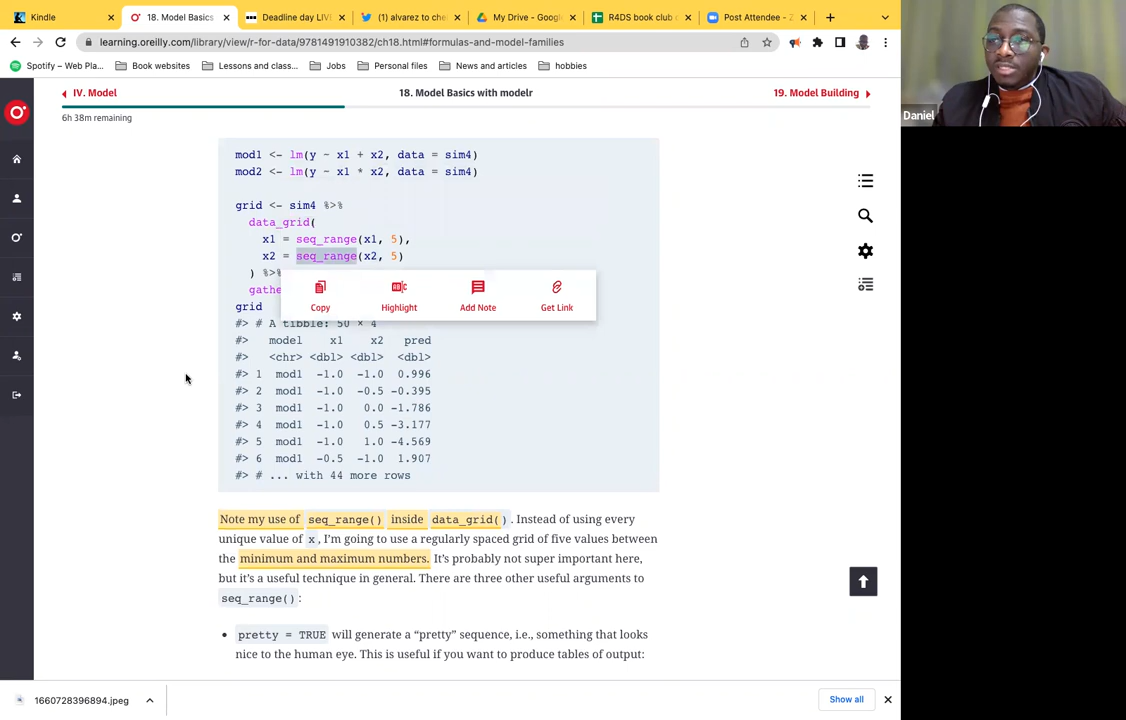 Kindle
18. Model Basics
Deadline day LIVE
(1) alvarez to che
My Drive - Google
R4DS book club
Post Attendee - Z
learning.oreilly.com/library/view/r-for-data/9781491910382/ch18.html#formulas-and-model-families
Spotify – Web Pla...
Book websites
Lessons and class...
Jobs
Personal files
News and articles
hobbies
IV. Model
18. Model Basics with modelr
19. Model Building
6h 38m remaining
Daniel
mod1 <- lm(y ~ x1 + x2, data = sim4)
mod2 <- lm(y ~ x1 * x2, data = sim4)
grid <- sim4 %>%
data_grid(
x1 = seq_range(x1, 5),
x2 = seq_range(x2, 5)
) %>%
gathe
Copy
Highlight
Add Note
Get Link
grid
#> # A tibble: 50 × 4
#> model x1 x2 pred
#> <chr> <dbl> <dbl> <dbl>
#> 1 mod1 -1.0 -1.0 0.996
#> 2 mod1 -1.0 -0.5 -0.395
#> 3 mod1 -1.0 0.0 -1.786
#> 4 mod1 -1.0 0.5 -3.177
#> 5 mod1 -1.0 1.0 -4.569
#> 6 mod1 -0.5 -1.0 1.907
#> # ... with 44 more rows
Note my use of seq_range() inside data_grid(). Instead of using every
unique value of x, I'm going to use a regularly spaced grid of five values between
the minimum and maximum numbers. It's probably not super important here,
but it's a useful technique in general. There are three other useful arguments to
seq_range():
• pretty = TRUE will generate a “pretty” sequence, i.e., something that looks
nice to the human eye. This is useful if you want to produce tables of output:
1660728396894.jpeg
Show all